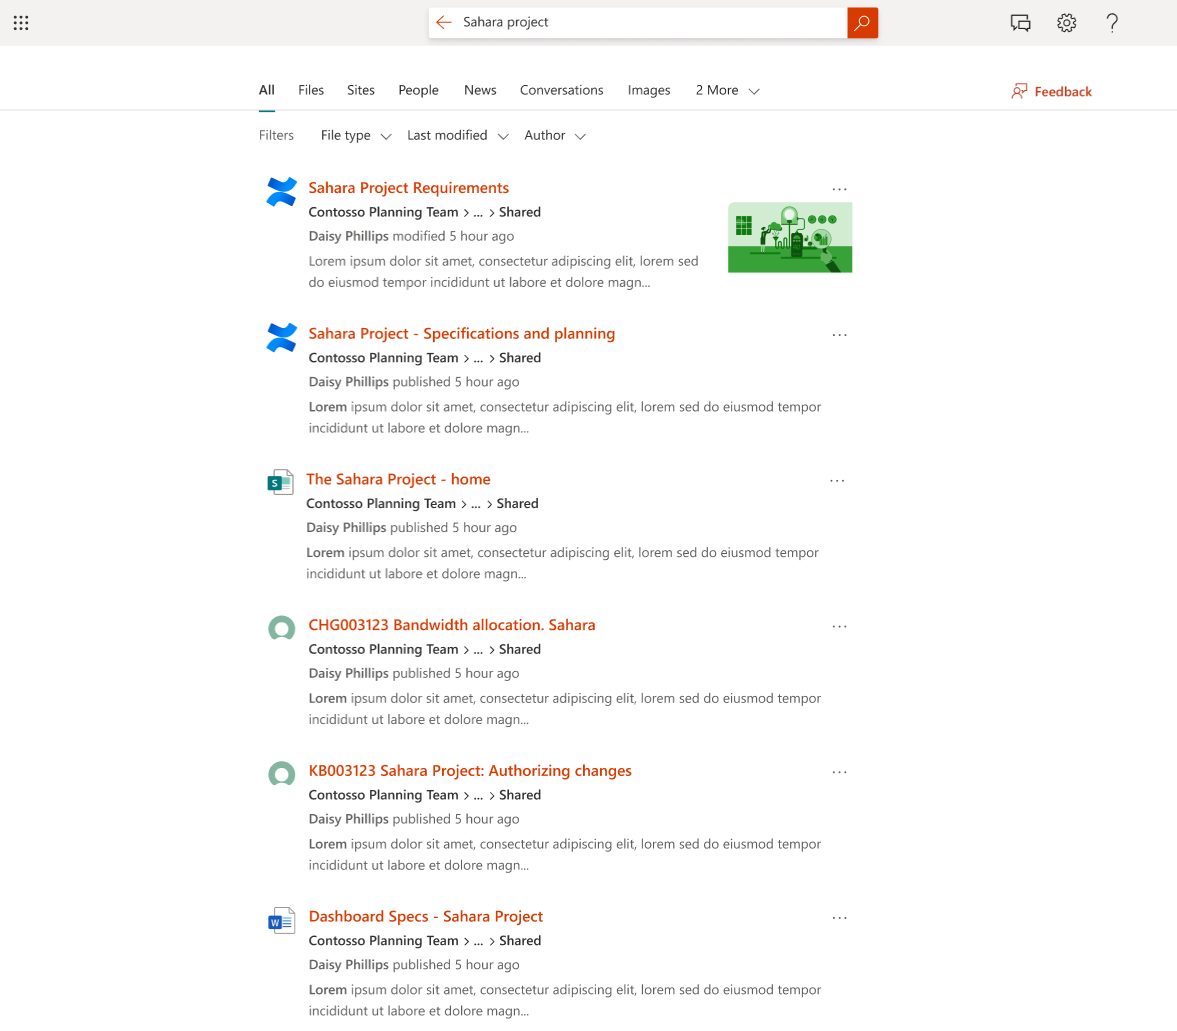 Sahara project
All Files Sites People News Conversations Images 2 More
Feedback
Filters File type Last modified Author
Sahara Project Requirements
Contosso Planning Team > ... > Shared
Daisy Phillips modified 5 hour ago
Lorem ipsum dolor sit amet, consectetur adipiscing elit, lorem sed
do eiusmod tempor incididunt ut labore et dolore magn...
Sahara Project - Specifications and planning
Contosso Planning Team > ... > Shared
Daisy Phillips published 5 hour ago
Lorem ipsum dolor sit amet, consectetur adipiscing elit, lorem sed do eiusmod tempor
incididunt ut labore et dolore magn...
S
The Sahara Project - home
Contosso Planning Team > ... > Shared
Daisy Phillips published 5 hour ago
Lorem ipsum dolor sit amet, consectetur adipiscing elit, lorem sed do eiusmod tempor
incididunt ut labore et dolore magn...
CHG003123 Bandwidth allocation. Sahara
Contosso Planning Team > ... > Shared
Daisy Phillips published 5 hour ago
Lorem ipsum dolor sit amet, consectetur adipiscing elit, lorem sed do eiusmod tempor
incididunt ut labore et dolore magn...
KB003123 Sahara Project: Authorizing changes
Contosso Planning Team > ... > Shared
Daisy Phillips published 5 hour ago
Lorem ipsum dolor sit amet, consectetur adipiscing elit, lorem sed do eiusmod tempor
incididunt ut labore et dolore magn...
W
Dashboard Specs - Sahara Project
Contosso Planning Team > ... > Shared
Daisy Phillips published 5 hour ago
Lorem ipsum dolor sit amet, consectetur adipiscing elit, lorem sed do eiusmod tempor
incididunt ut labore et dolore magn...